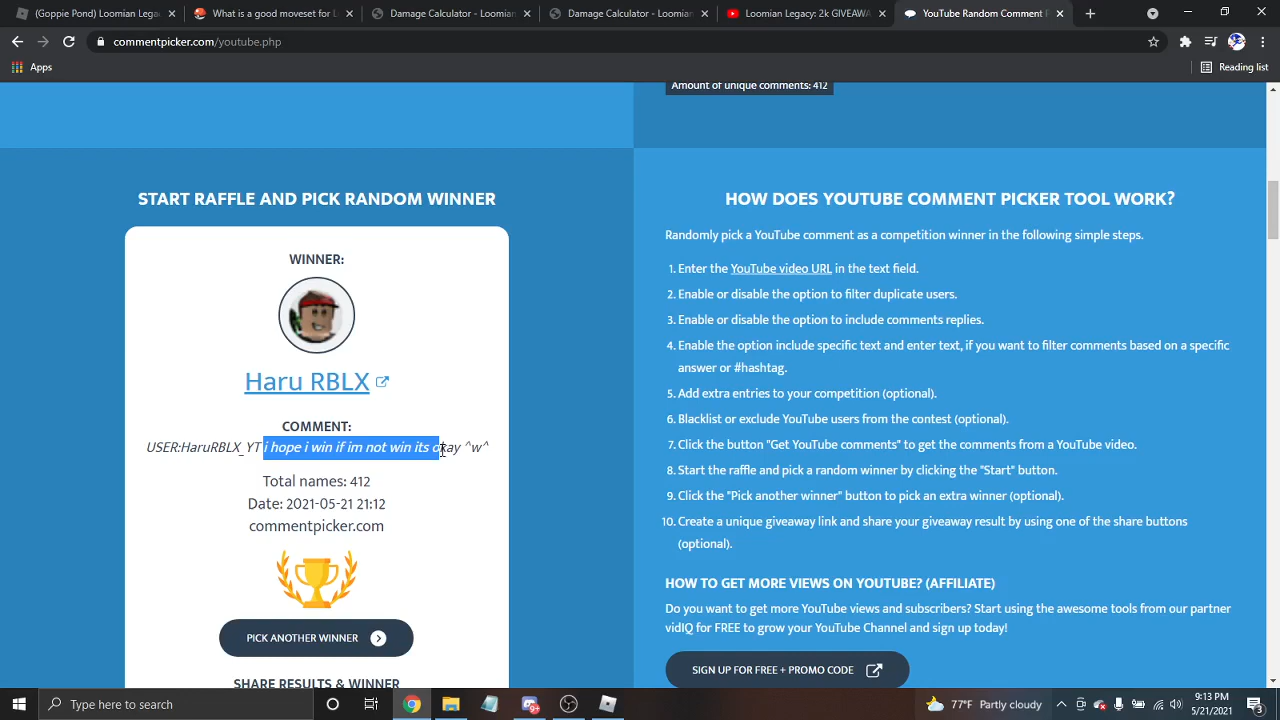 (Goppie Pond) Loomian Legac
What is a good moveset for L
Damage Calculator - Loomian
Damage Calculator - Loomian
Loomian Legacy: 2k GIVEAWA
YouTube Random Comment P
commentpicker.com/youtube.php
Apps
Reading list
Amount of unique comments: 412
START RAFFLE AND PICK RANDOM WINNER
WINNER:
Haru RBLX
COMMENT:
USER:HaruRBLX_YT i hope i win if im not win its okay ^w^
Total names: 412
Date: 2021-05-21 21:12
commentpicker.com
PICK ANOTHER WINNER
SHARE RESULTS & WINNER
HOW DOES YOUTUBE COMMENT PICKER TOOL WORK?
Randomly pick a YouTube comment as a competition winner in the following simple steps.
1. Enter the YouTube video URL in the text field.
2. Enable or disable the option to filter duplicate users.
3. Enable or disable the option to include comments replies.
4. Enable the option include specific text and enter text, if you want to filter comments based on a specific
answer or #hashtag.
5. Add extra entries to your competition (optional).
6. Blacklist or exclude YouTube users from the contest (optional).
7. Click the button "Get YouTube comments" to get the comments from a YouTube video.
8. Start the raffle and pick a random winner by clicking the "Start" button.
9. Click the "Pick another winner" button to pick an extra winner (optional).
10. Create a unique giveaway link and share your giveaway result by using one of the share buttons
(optional).
HOW TO GET MORE VIEWS ON YOUTUBE? (AFFILIATE)
Do you want to get more YouTube views and subscribers? Start using the awesome tools from our partner
vidIQ for FREE to grow your YouTube Channel and sign up today!
SIGN UP FOR FREE + PROMO CODE
Type here to search
77°F Partly cloudy
9:13 PM
5/21/2021
3